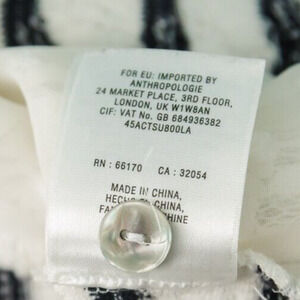 FOR EU: IMPORTED BY
ANTHROPOLOGIE
24 MARKET PLACE, 3RD FLOOR,
LONDON, UK W1W8AN
CIF: VAT No. GB 684936382
45ACTSU800LA
RN : 66170 CA : 32054
MADE IN CHINA,
HECHO CHINA,